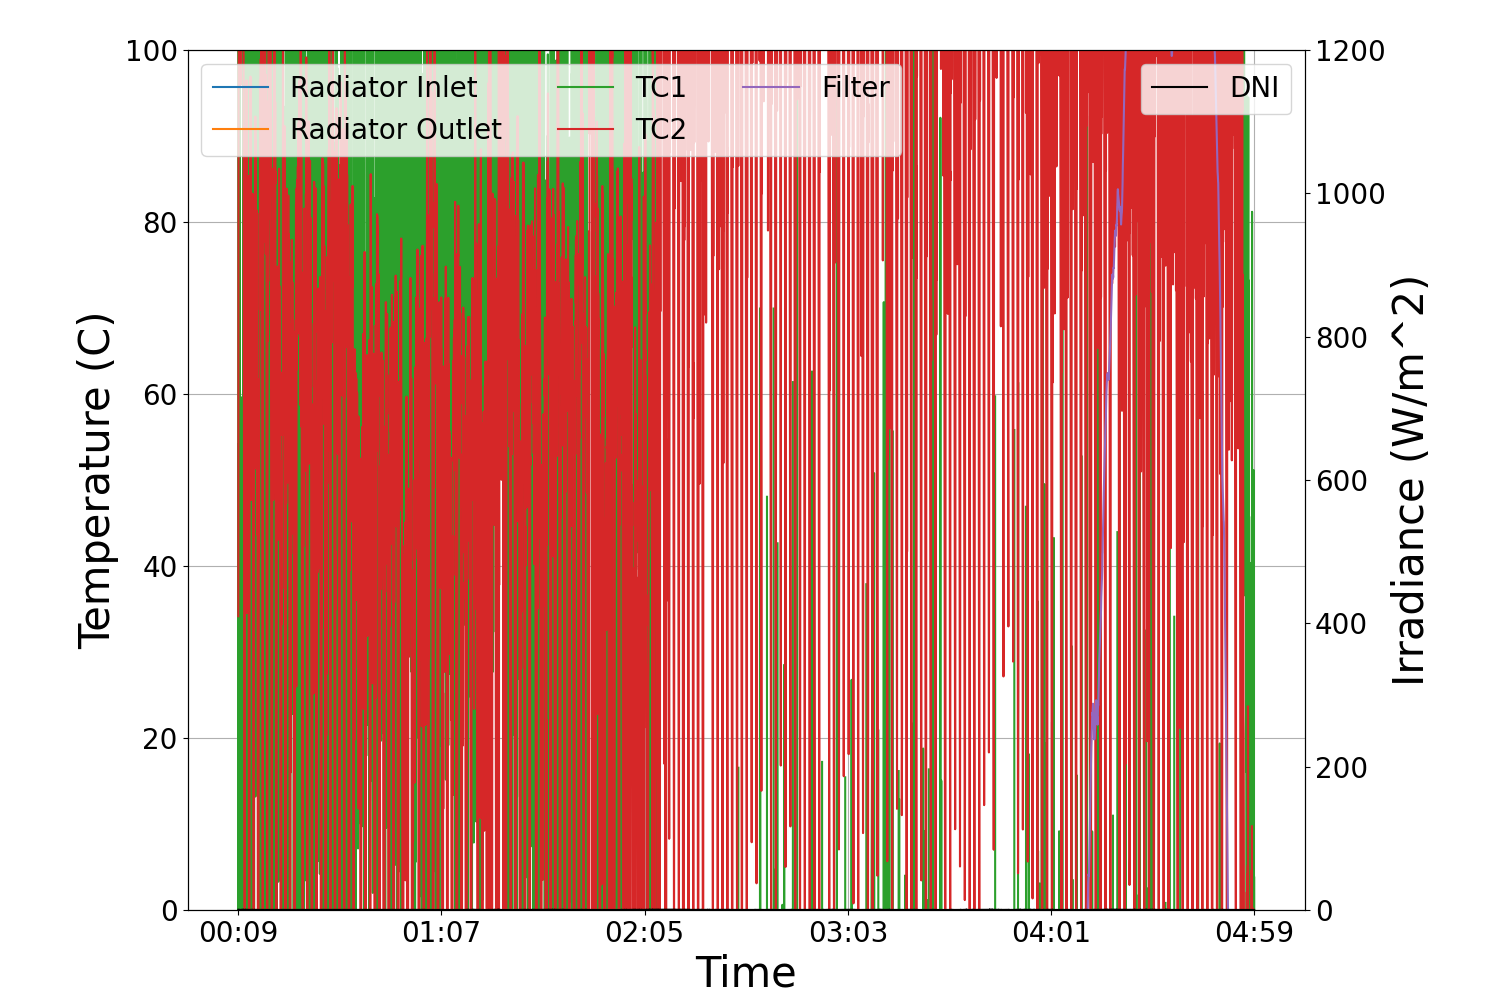 Radiator Inlet
Radiator Outlet
TC1
TC2
Filter
DNI
Temperature (C)
100
80
60
40
20
0
Irradiance (W/m^2)
1200
1000
800
600
400
200
0
00:09 01:07 02:05 03:03 04:01 04:59
Time